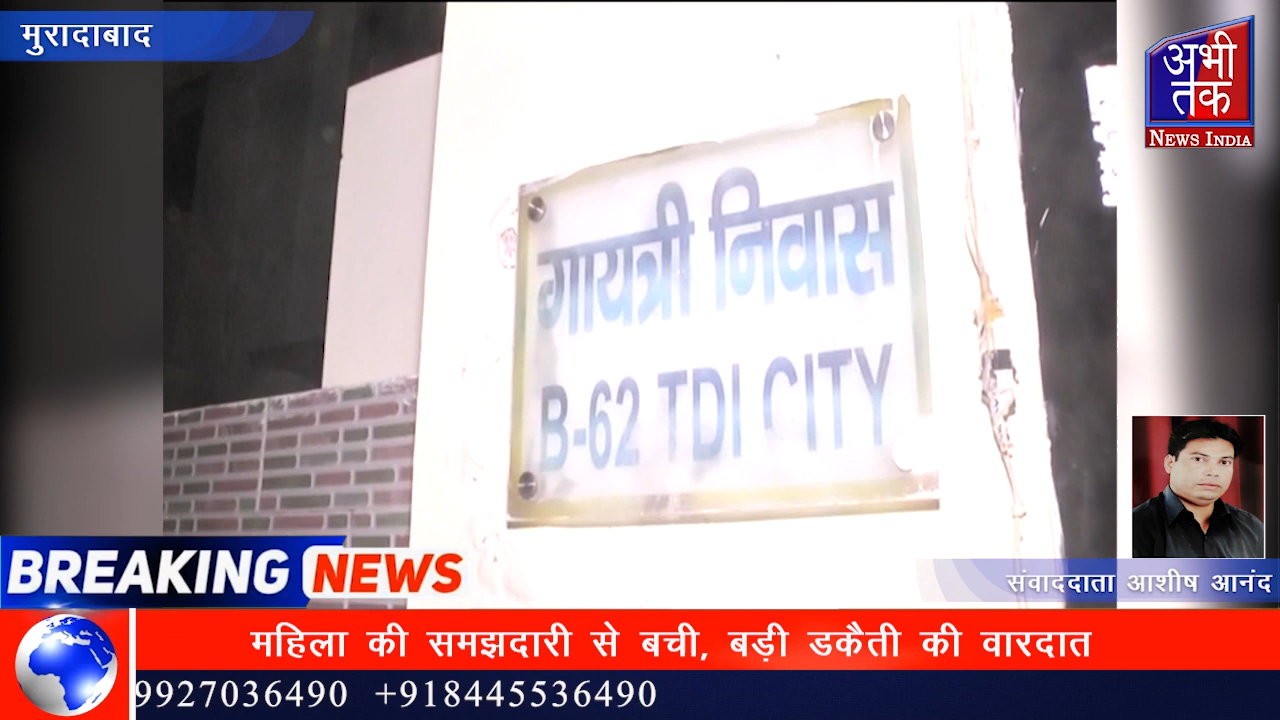 मुरादाबाद
अभी
तक
NEWS INDIA
गायत्री निवास
B-62 TDI CITY
BREAKING NEWS
संवाददाता आशीष आनंद
महिला की समझदारी से बची, बड़ी डकैती की वारदात
9927036490 +918445536490